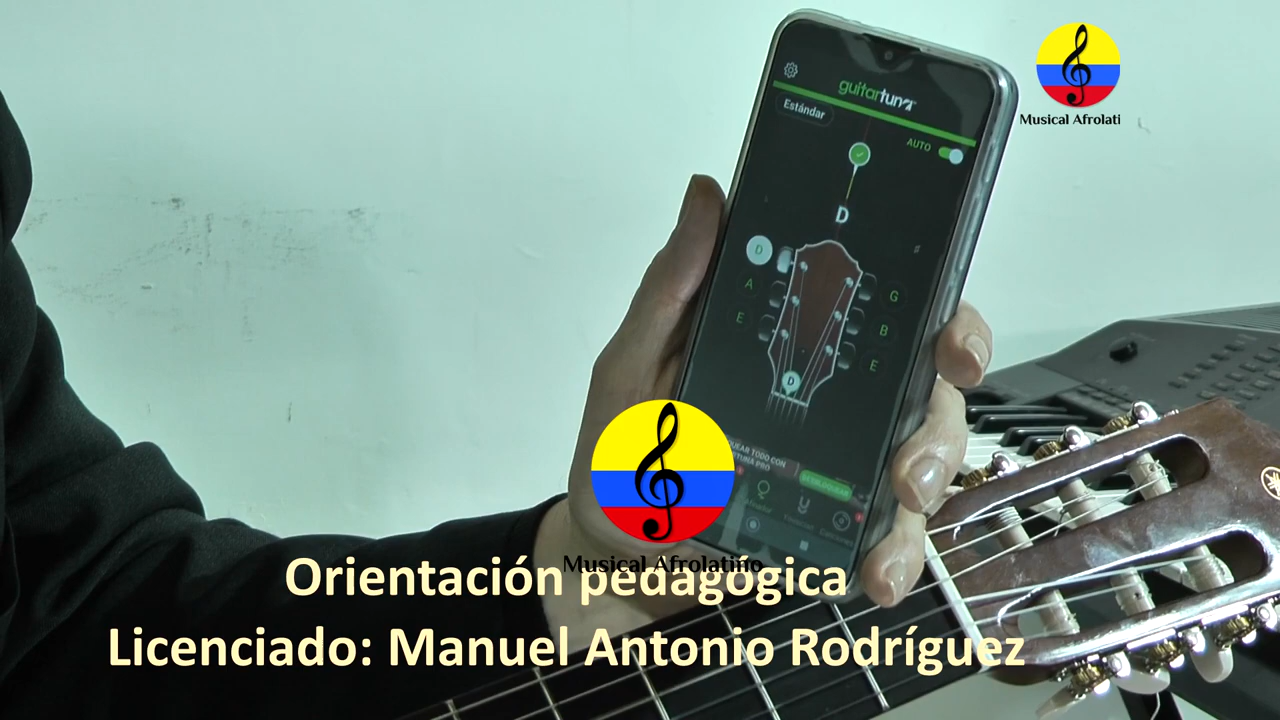 Musical Afrolati
guitartuna
Estándar
AUTO
D
D
A
E
G
B
E
D
Musical Afrolatino
Orientación pedagógica
Licenciado: Manuel Antonio Rodríguez